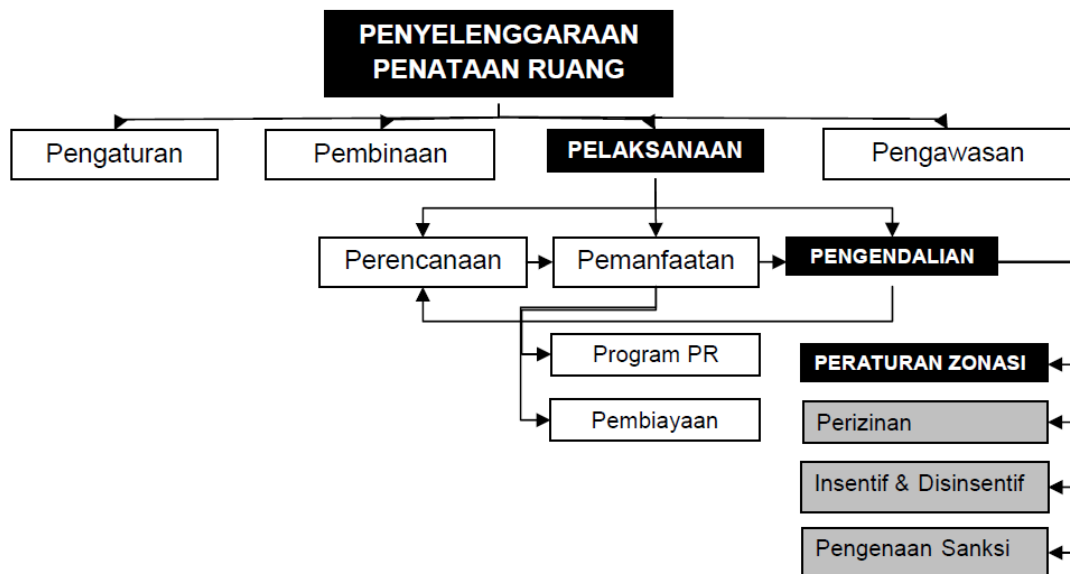 PENYELENGGARAAN
PENATAAN RUANG
Pengaturan
Pembinaan
PELAKSANAAN
Pengawasan
Perencanaan
Pemanfaatan
PENGENDALIAN
Program PR
PERATURAN ZONASI
Pembiayaan
Perizinan
Insentif & Disinsentif
Pengenaan Sanksi